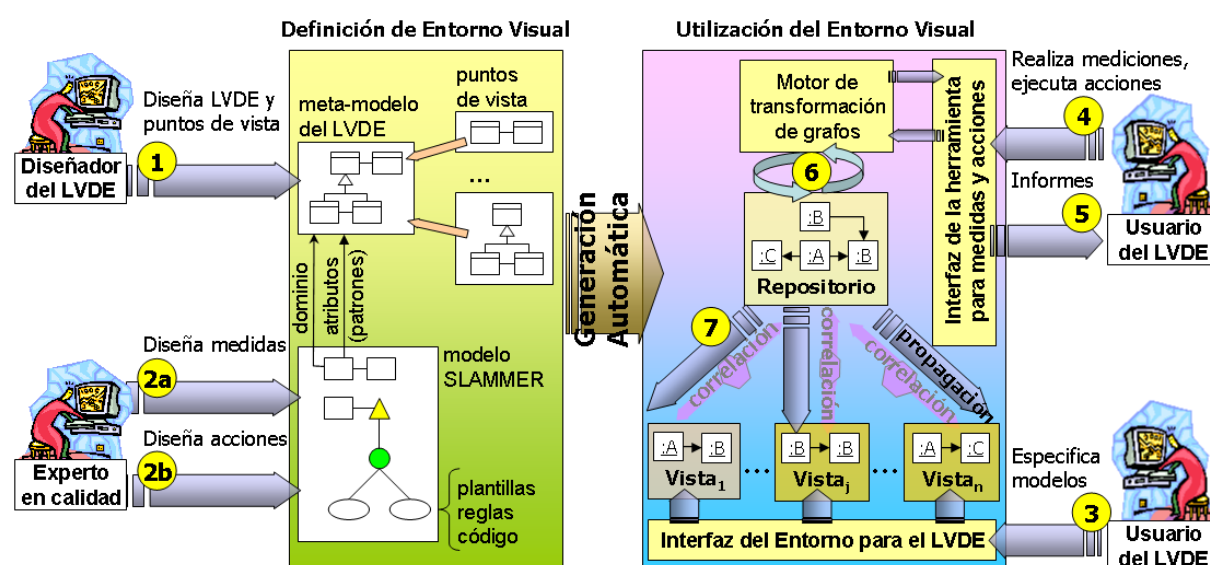 Definición de Entorno Visual
Utilización del Entorno Visual
Diseña LVDE y
puntos de vista
1
Diseñador
del LVDE
meta-modelo
del LVDE
puntos
de vista
...
dominio
atributos
(patrones)
Diseña medidas
2a
Diseña acciones
2b
Experto
en calidad
modelo
SLAMMER
plantillas
reglas
código
Generación
Automática
Motor de
transformación
de grafos
6
:B
:C
:A
:B
Repositorio
Interfaz de la herramienta
para medidas y acciones
Realiza mediciones,
ejecuta acciones
4
Informes
5
Usuario
del LVDE
7
correlación
correlación
correlación
propagación
:A
:B
Vista1
...
:B
:B
Vistaj
...
:A
:C
Vistan
Interfaz del Entorno para el LVDE
Especifica
modelos
3
Usuario
del LVDE